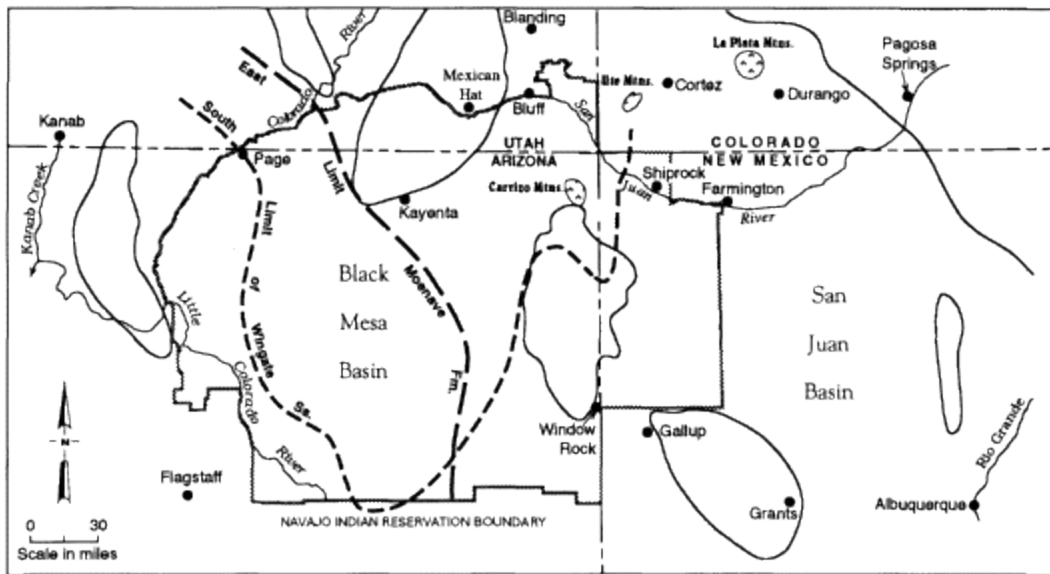 Blanding
La Plata Mtns.
Pagosa
Springs
River
East
Mexican
Hat
Ute Mtns.
Cortez
Durango
South
Colorado
Bluff
San
Kanab
Page
UTAH
ARIZONA
COLORADO
NEW MEXICO
Limit
Carrizo Mtns.
Shiprock
Juan
Farmington
River
Kayenta
Kanab Creek
Limit
of
Wingate
Ss.
Moenave
Fm.
Black
Mesa
Basin
San
Juan
Basin
Little
Colorado
River
N
Window
Rock
Gallup
Rio Grande
Flagstaff
Grants
Albuquerque
NAVAJO INDIAN RESERVATION BOUNDARY
0 30
Scale in miles